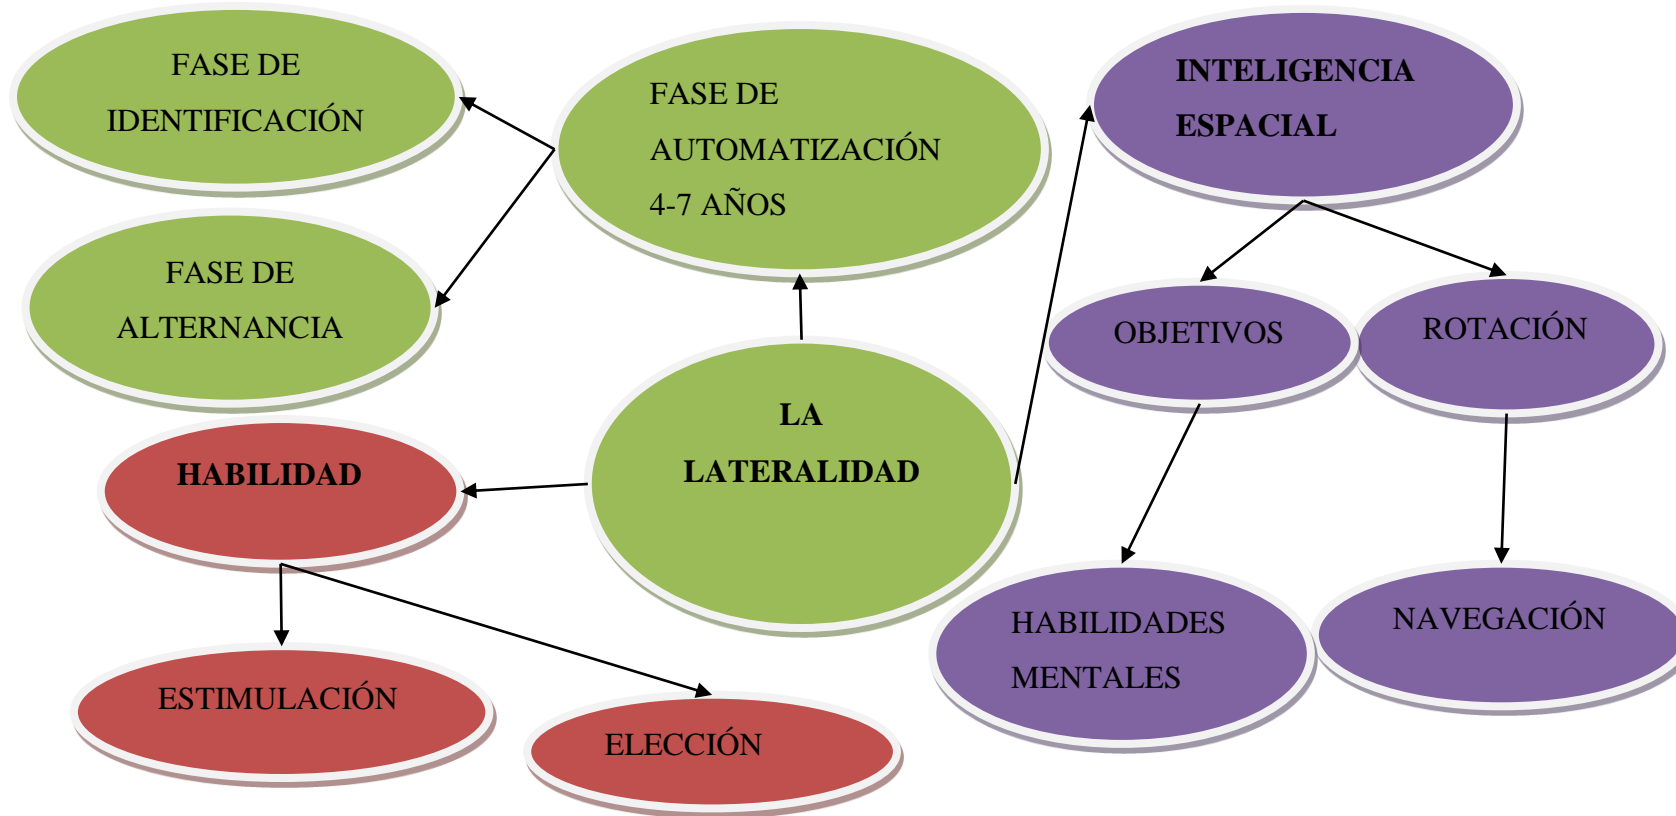 FASE DE
IDENTIFICACIÓN
FASE DE
AUTOMATIZACIÓN
4-7 AÑOS
INTELIGENCIA
ESPACIAL
FASE DE
ALTERNANCIA
OBJETIVOS
ROTACIÓN
LA
LATERALIDAD
HABILIDAD
HABILIDADES
MENTALES
NAVEGACIÓN
ESTIMULACIÓN
ELECCIÓN